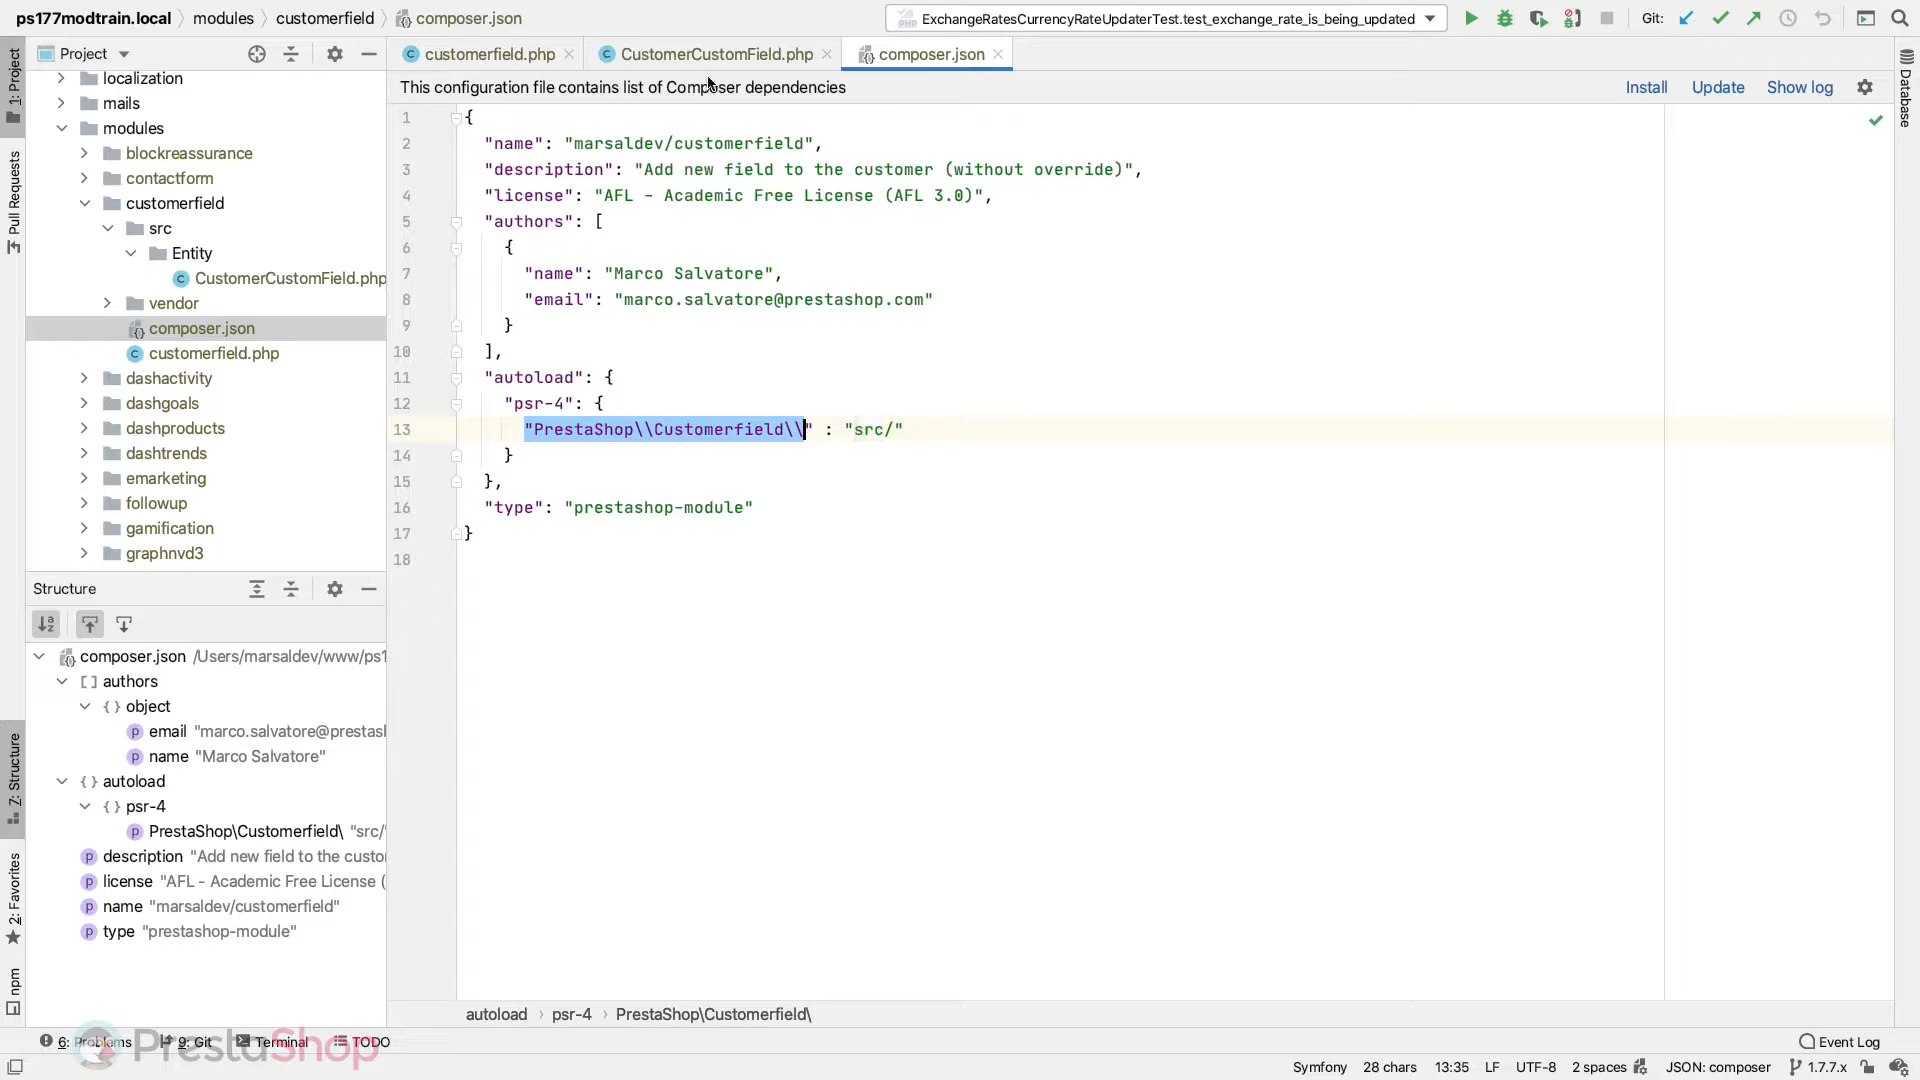 ps177modtrain.local modules customerfield composer.json
ExchangeRatesCurrencyRateUpdaterTest.test_exchange_rate_is_being_updated
Git:
1: Project
Pull Requests
7: Structure
2: Favorites
npm
Database
Project
localization
mails
modules
blockreassurance
contactform
customerfield
src
Entity
CustomerCustomField.php
vendor
composer.json
customerfield.php
dashactivity
dashgoals
dashproducts
dashtrends
emarketing
followup
gamification
graphnvd3
Structure
composer.json /Users/marsaldev/www/ps1
authors
object
email "marco.salvatore@prestash
name "Marco Salvatore"
autoload
psr-4
PrestaShop\Customerfield\ "src/"
description "Add new field to the custo
license "AFL - Academic Free License (
name "marsaldev/customerfield"
type "prestashop-module"
customerfield.php CustomerCustomField.php composer.json
This configuration file contains list of Composer dependencies
Install Update Show log
1 {
2 "name": "marsaldev/customerfield",
3 "description": "Add new field to the customer (without override)",
4 "license": "AFL - Academic Free License (AFL 3.0)",
5 "authors": [
6 {
7 "name": "Marco Salvatore",
8 "email": "marco.salvatore@prestashop.com"
9 }
10 ],
11 "autoload": {
12 "psr-4": {
13 "PrestaShop\\Customerfield\\" : "src/"
14 }
15 },
16 "type": "prestashop-module"
17 }
18
autoload psr-4 PrestaShop\Customerfield\
6: Problems 9: Git Terminal TODO
PrestaShop
Event Log
Symfony 28 chars 13:35 LF UTF-8 2 spaces JSON: composer 1.7.7.x